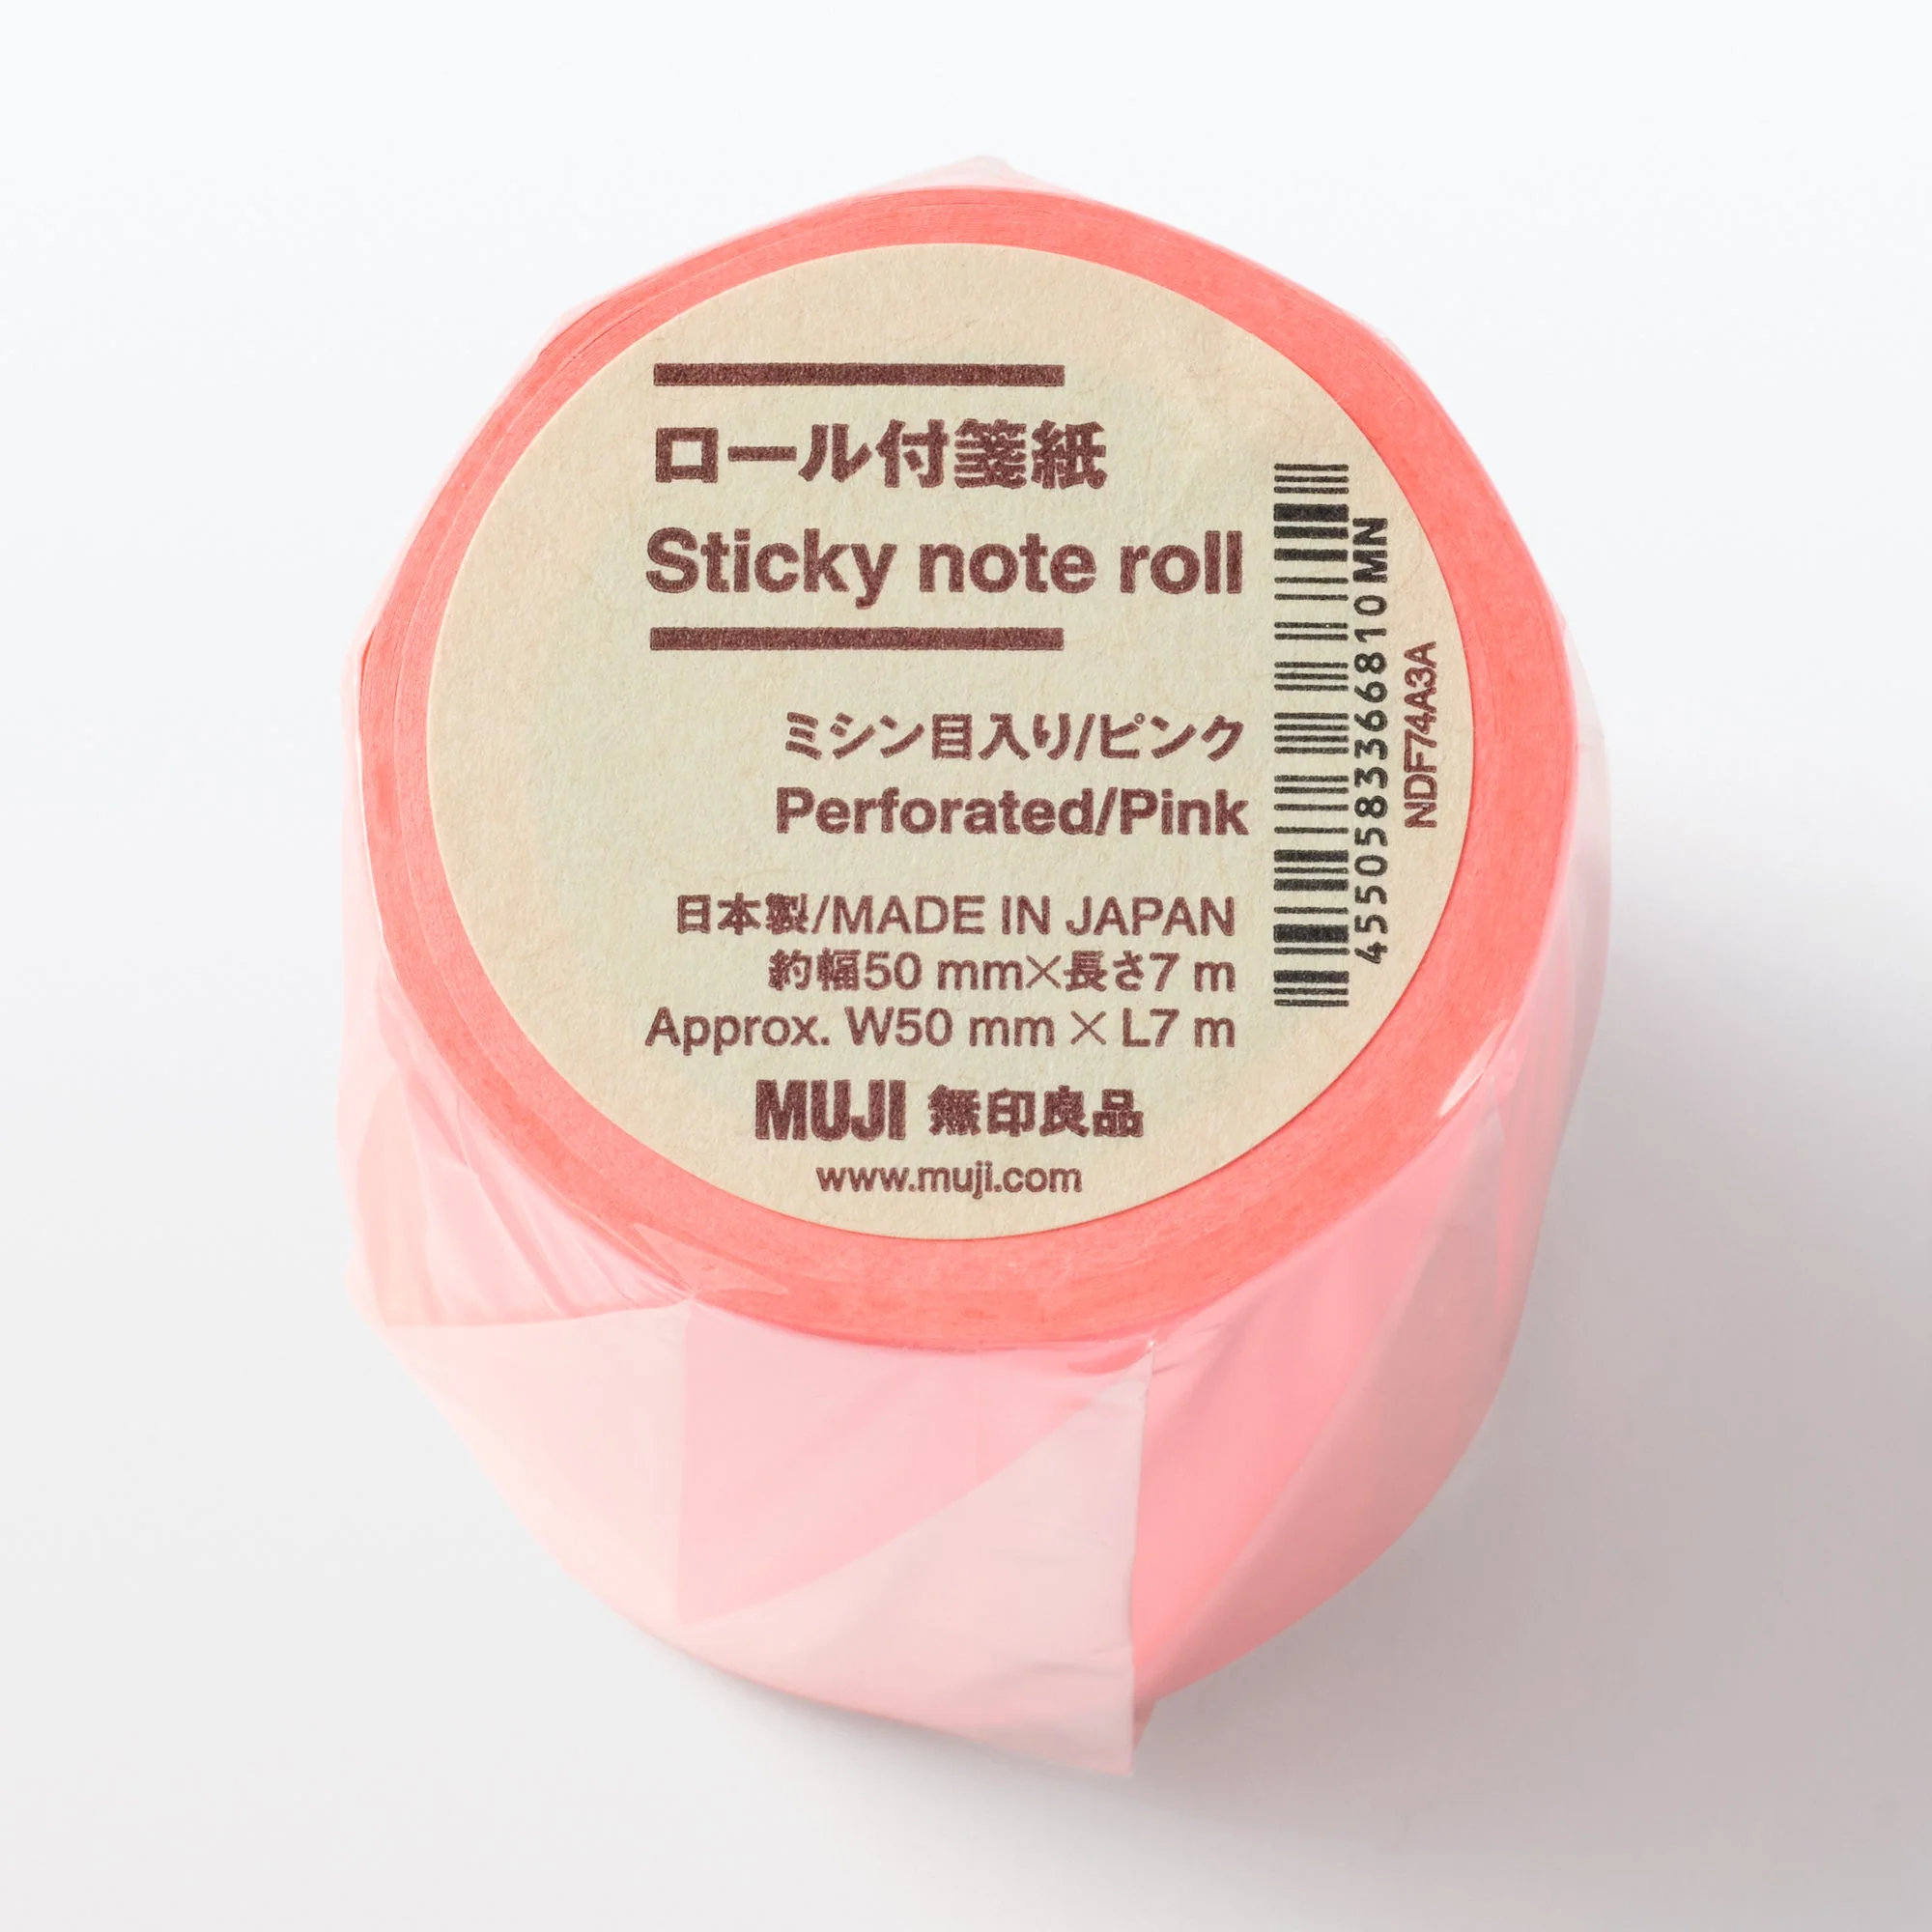 ロール付箋紙
Sticky note roll
ミシン目入り/ピンク
Perforated/Pink
日本製/MADE IN JAPAN
約幅50 mm×長さ7 m
Approx. W50 mm × L7 m
MUJI 無印良品
www.muji.com
4550583366810MN
NDF74A3A